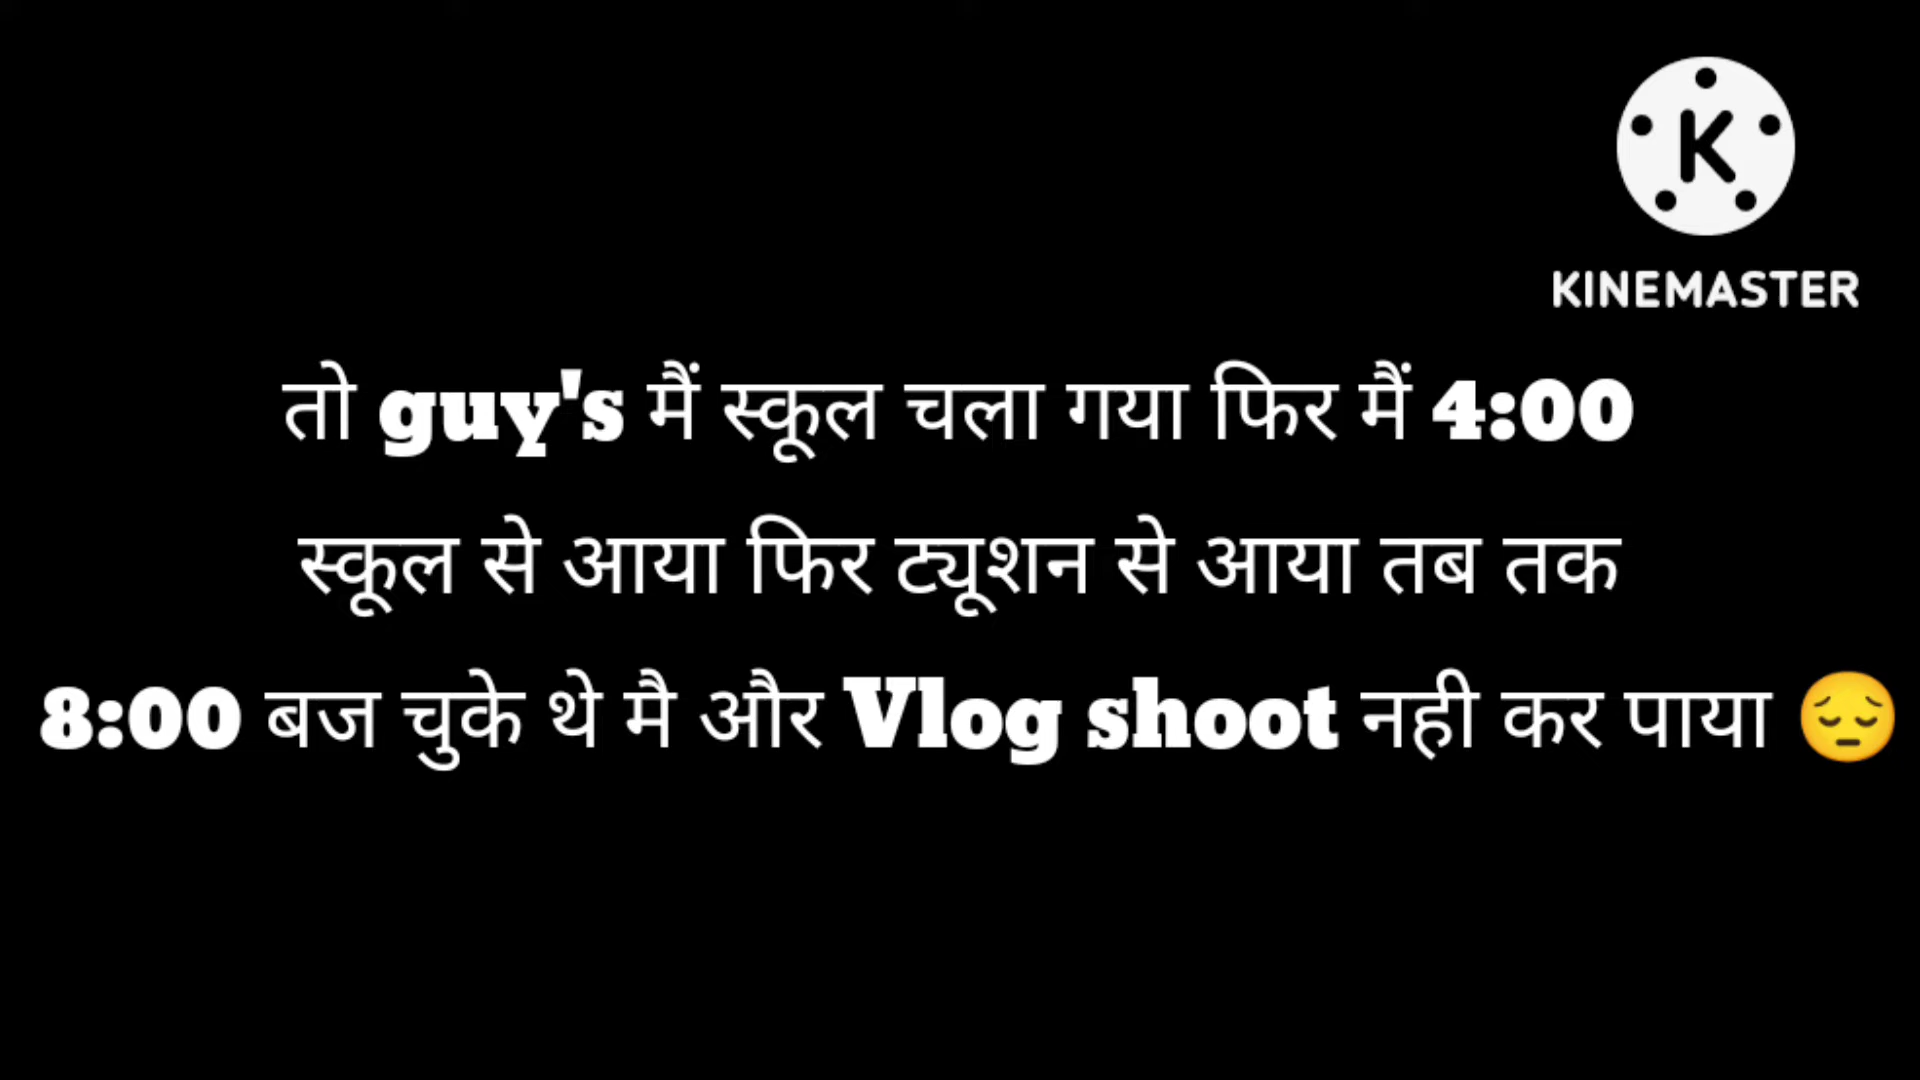 K
KINEMASTER
तो guy's मैं स्कूल चला गया फिर मैं 4:00
स्कूल से आया फिर ट्यूशन से आया तब तक
8:00 बज चुके थे मै और Vlog shoot नही कर पाया 😔